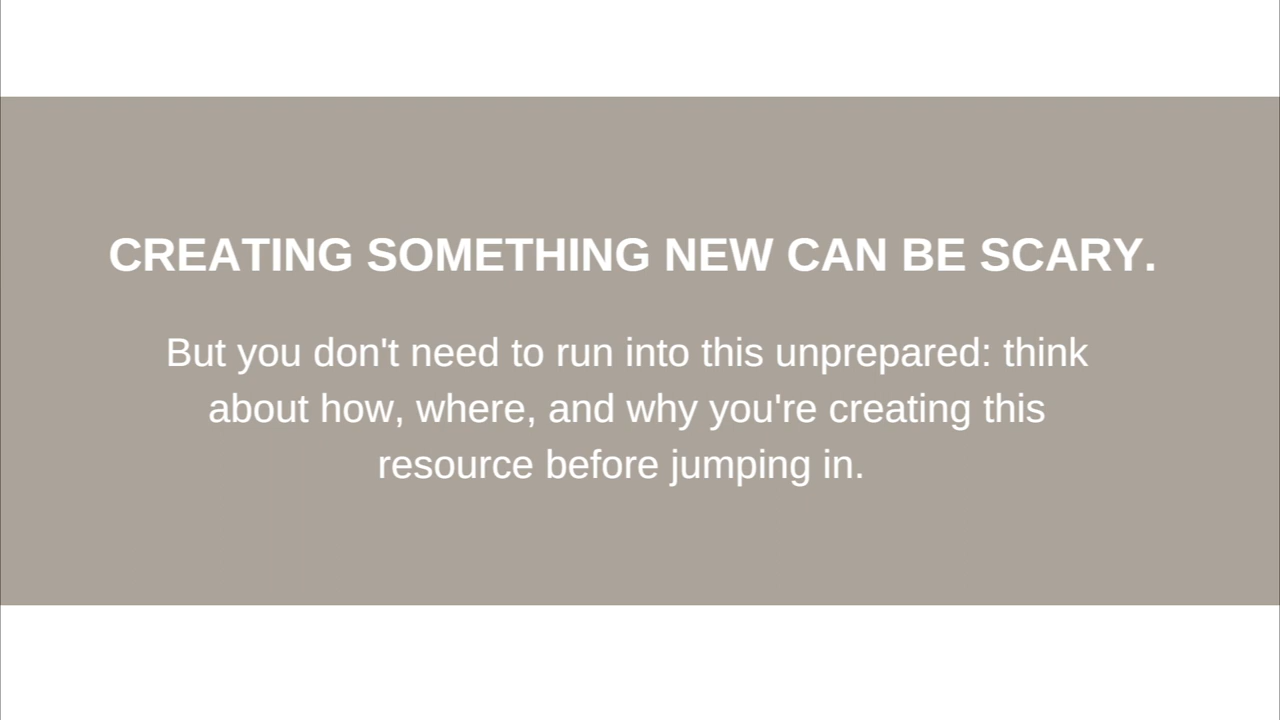 CREATING SOMETHING NEW CAN BE SCARY.
But you don't need to run into this unprepared: think
about how, where, and why you're creating this
resource before jumping in.